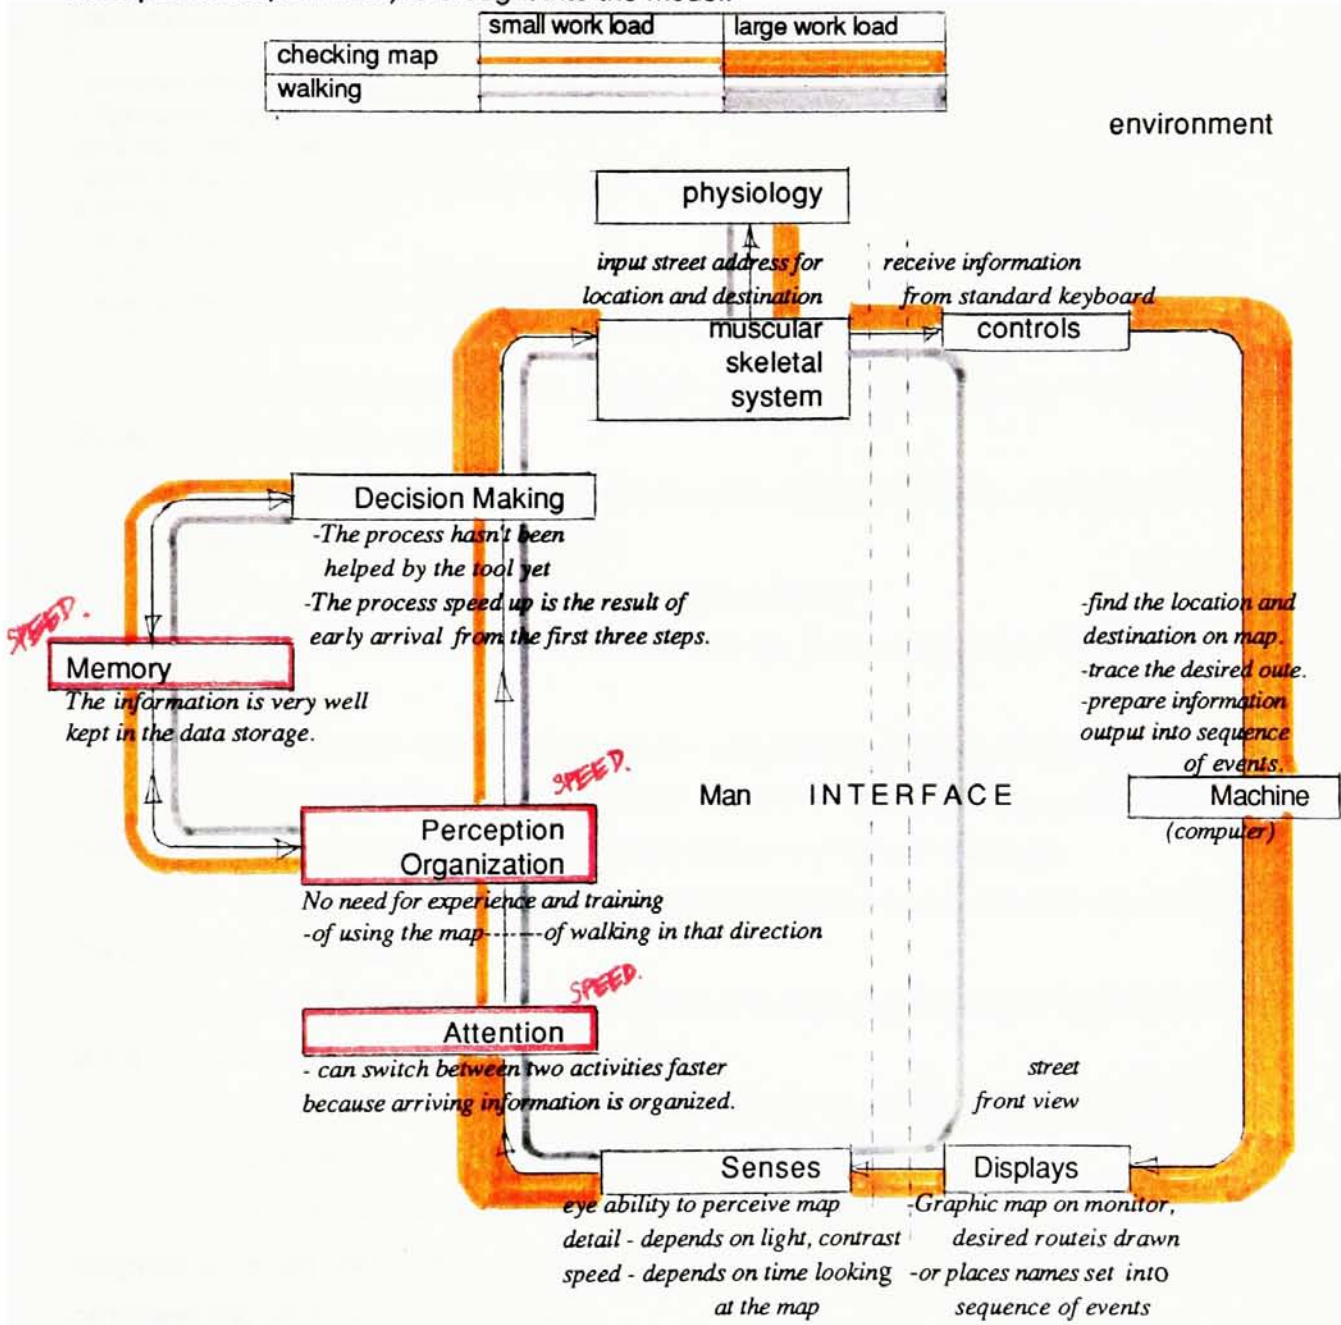 small work load large work load
checking map
walking
environment
physiology
input street address for
location and destination
receive information
from standard keyboard
muscular
skeletal
system
controls
Decision Making
-The process hasn't been
helped by the tool yet
-The process speed up is the result of
early arrival from the first three steps.
SPEED.
Memory
The information is very well
kept in the data storage.
-find the location and
destination on map.
-trace the desired oute.
-prepare information
output into sequence
of events.
Machine
(computer)
Man INTERFACE
SPEED.
Perception
Organization
No need for experience and training
-of using the map-------of walking in that direction
SPEED.
Attention
- can switch between two activities faster
because arriving information is organized.
street
front view
Senses
eye ability to perceive map
detail - depends on light, contrast
speed - depends on time looking
at the map
Displays
-Graphic map on monitor,
desired routeis drawn
-or places names set into
sequence of events